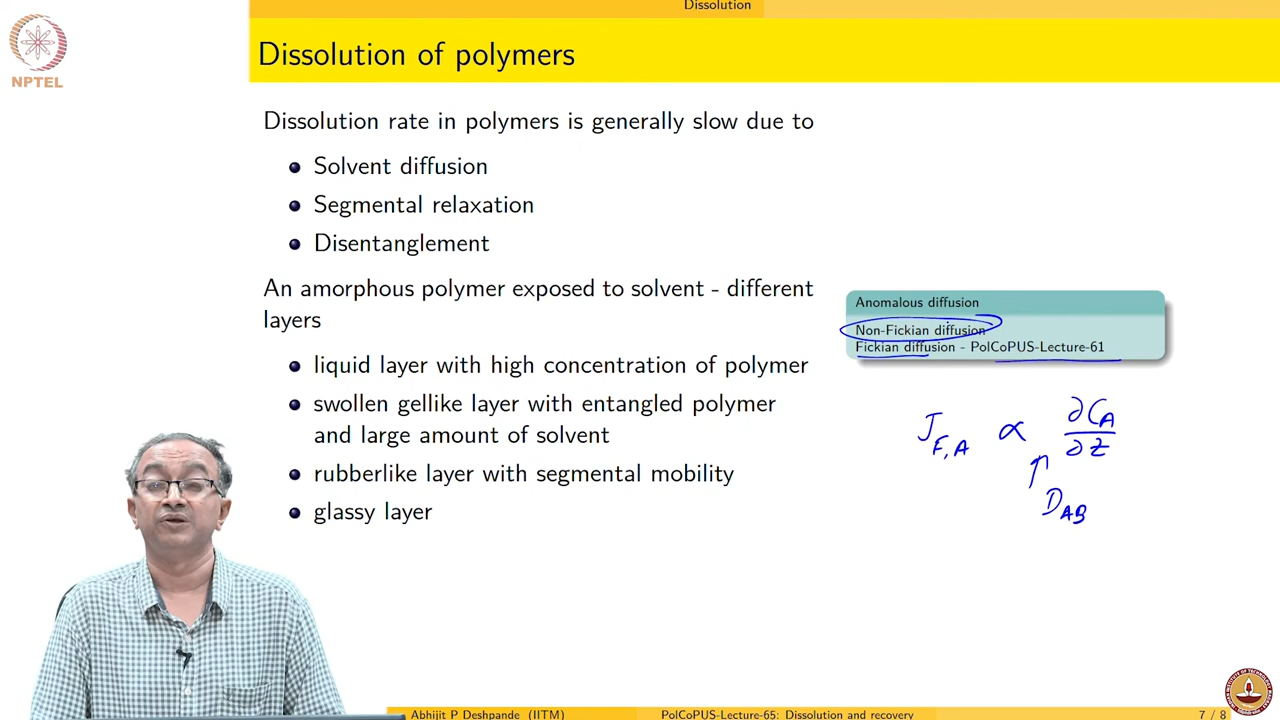 Dissolution
NPTEL
Dissolution of polymers
Dissolution rate in polymers is generally slow due to
Solvent diffusion
Segmental relaxation
Disentanglement
An amorphous polymer exposed to solvent - different
layers
liquid layer with high concentration of polymer
swollen gellike layer with entangled polymer
and large amount of solvent
rubberlike layer with segmental mobility
glassy layer
Anomalous diffusion
Non-Fickian diffusion
Fickian diffusion - PolCoPUS-Lecture-61
J_{F,A} ∝ ∂C_A/∂z
↑
D_{AB}
Abhijit P Deshpande (IITM) PolCoPUS-Lecture-65: Dissolution and recovery 7 / 8